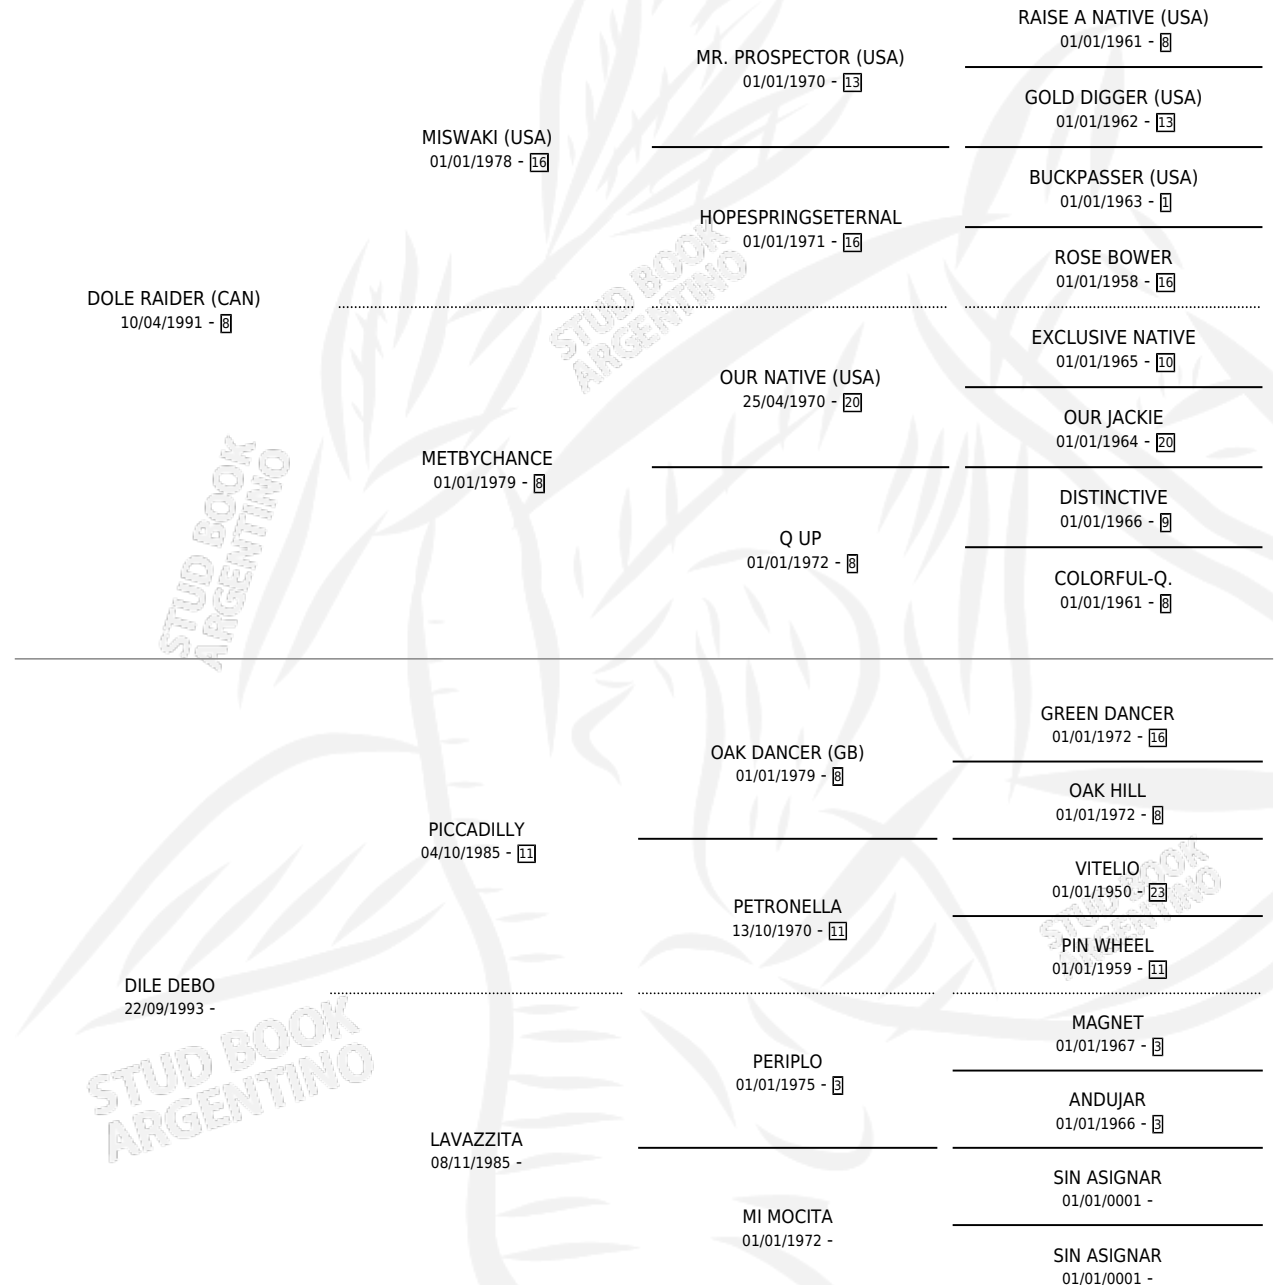 RAISE A NATIVE (USA)
01/01/1961 - 8
MR. PROSPECTOR (USA)
01/01/1970 - 13
GOLD DIGGER (USA)
01/01/1962 - 13
MISWAKI (USA)
01/01/1978 - 16
BUCKPASSER (USA)
01/01/1963 - 1
HOPESPRINGSETERNAL
01/01/1971 - 16
ROSE BOWER
01/01/1958 - 16
DOLE RAIDER (CAN)
10/04/1991 - 8
EXCLUSIVE NATIVE
01/01/1965 - 10
OUR NATIVE (USA)
25/04/1970 - 20
OUR JACKIE
01/01/1964 - 20
METBYCHANCE
01/01/1979 - 8
DISTINCTIVE
01/01/1966 - 9
Q UP
01/01/1972 - 8
COLORFUL-Q.
01/01/1961 - 8
GREEN DANCER
01/01/1972 - 16
OAK DANCER (GB)
01/01/1979 - 8
OAK HILL
01/01/1972 - 8
PICCADILLY
04/10/1985 - 11
VITELIO
01/01/1950 - 23
PETRONELLA
13/10/1970 - 11
PIN WHEEL
01/01/1959 - 11
DILE DEBO
22/09/1993 -
MAGNET
01/01/1967 - 3
PERIPLO
01/01/1975 - 3
ANDUJAR
01/01/1966 - 3
LAVAZZITA
08/11/1985 -
SIN ASIGNAR
01/01/0001 -
MI MOCITA
01/01/1972 -
SIN ASIGNAR
01/01/0001 -
STUD BOOK
ARGENTINO
STUD BOOK
ARGENTINO
STUD BOOK
ARGENTINO
STUD BOOK
ARGENTINO